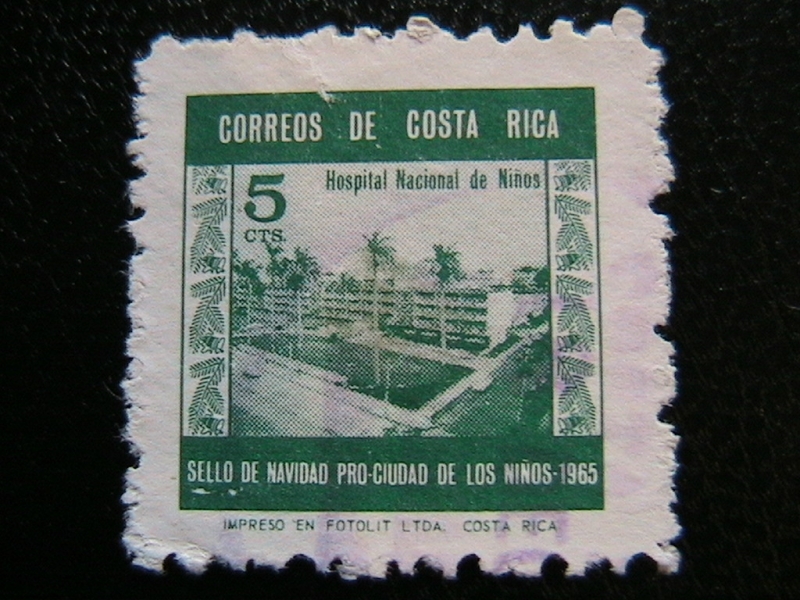 CORREOS DE COSTA RICA
5 Hospital Nacional de Niños
CTS.
SELLO DE NAVIDAD PRO-CIUDAD DE LOS NIÑOS-1965
IMPRESO EN FOTOLIT LTDA. COSTA RICA